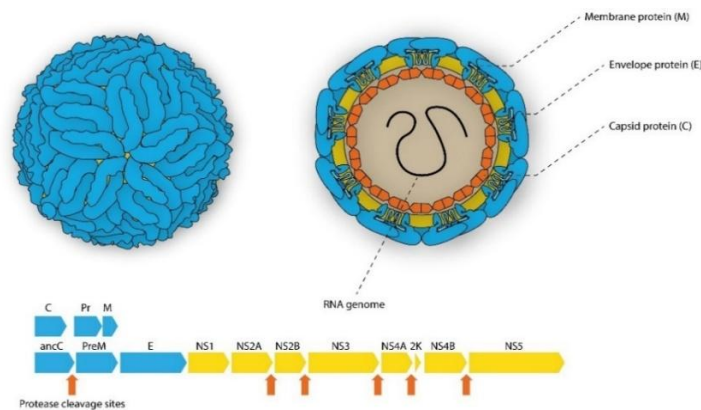 Membrane protein (M)
Envelope protein (E)
Capsid protein (C)
RNA genome
C Pr M
ancC PreM E NS1 NS2A NS2B NS3 NS4A 2K NS4B NS5
Protease cleavage sites